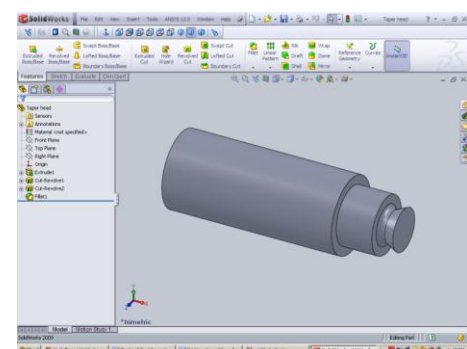 SolidWorks File Edit View Insert Tools Window Help Taper head
Extruded Boss/Base Revolved Boss/Base Swept Boss/Base Lofted Boss/Base Boundary Boss/Base Extruded Cut Hole Wizard Revolved Cut Swept Cut Lofted Cut Boundary Cut Fillet Linear Pattern Rib Draft Shell Wrap Dome Mirror Reference Geometry Curves Instant3D
Features Sketch Evaluate DimXpert
Taper head
Sensors
Annotations
Material <not specified>
Front Plane
Top Plane
Right Plane
Origin
Extrude1
Cut-Revolve1
Cut-Revolve2
Fillet1
*Trimetric
Model Motion Study 1
SolidWorks 2009 Editing Part